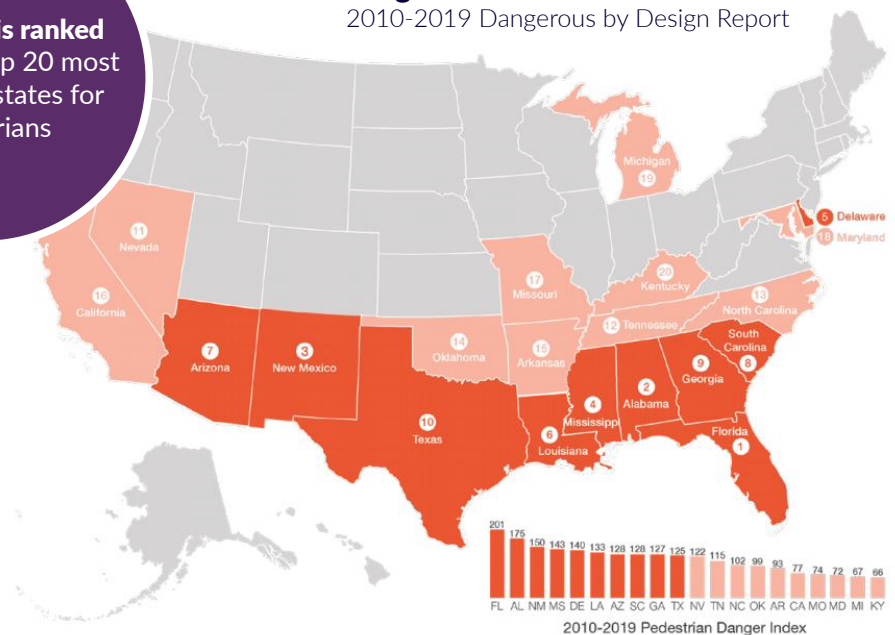 is ranked
p 20 most
states for
rians
2010-2019 Dangerous by Design Report
Michigan
19
5 Delaware
18 Maryland
11
Nevada
17
Missouri
20
Kentucky
16
California
13
North Carolina
12 Tennessee
14
Oklahoma
15
Arkansas
South
Carolina
8
7
Arizona
3
New Mexico
9
Georgia
2
Alabama
4
Mississippi
10
Texas
6
Louisiana
Florida
1
201 175 150 143 140 133 128 128 127 125 122 115 102 99 93 77 74 72 67 66
FL AL NM MS DE LA AZ SC GA TX NV TN NC OK AR CA MO MD MI KY
2010-2019 Pedestrian Danger Index